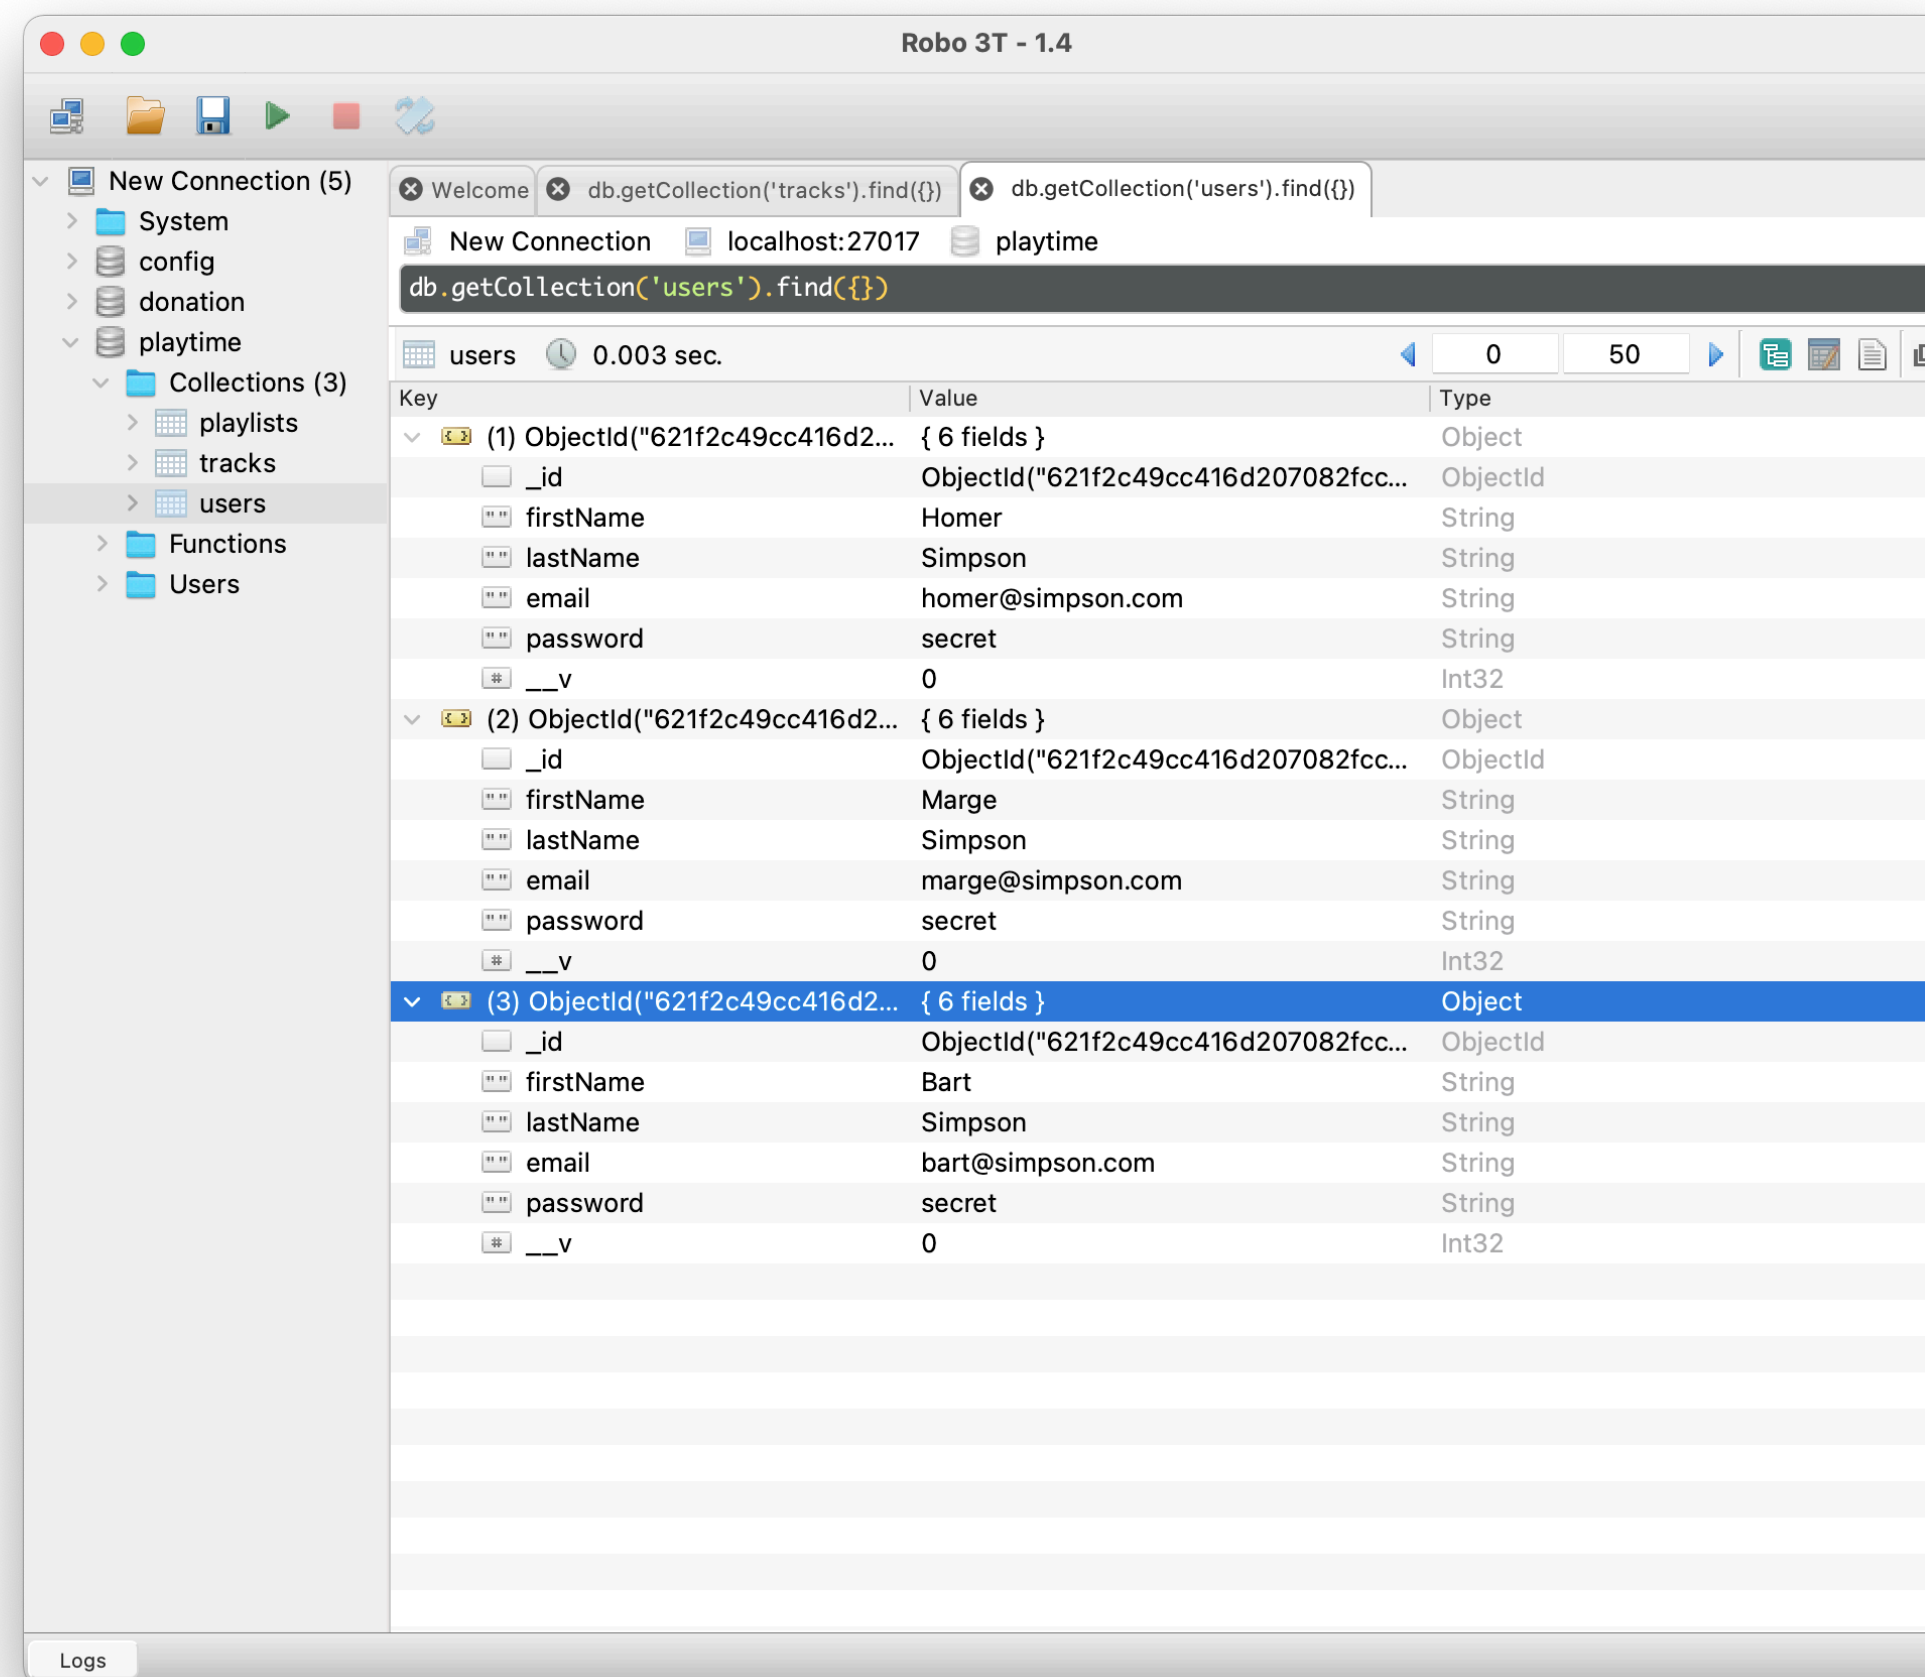 Robo 3T - 1.4
New Connection (5)
System
config
donation
playtime
Collections (3)
playlists
tracks
users
Functions
Users
Welcome
db.getCollection('tracks').find({})
db.getCollection('users').find({})
New Connection localhost:27017 playtime
db.getCollection('users').find({})
users 0.003 sec. 0 50
Key Value Type
(1) ObjectId("621f2c49cc416d2... { 6 fields } Object
_id ObjectId("621f2c49cc416d207082fcc... ObjectId
firstName Homer String
lastName Simpson String
email homer@simpson.com String
password secret String
__v 0 Int32
(2) ObjectId("621f2c49cc416d2... { 6 fields } Object
_id ObjectId("621f2c49cc416d207082fcc... ObjectId
firstName Marge String
lastName Simpson String
email marge@simpson.com String
password secret String
__v 0 Int32
(3) ObjectId("621f2c49cc416d2... { 6 fields } Object
_id ObjectId("621f2c49cc416d207082fcc... ObjectId
firstName Bart String
lastName Simpson String
email bart@simpson.com String
password secret String
__v 0 Int32
Logs